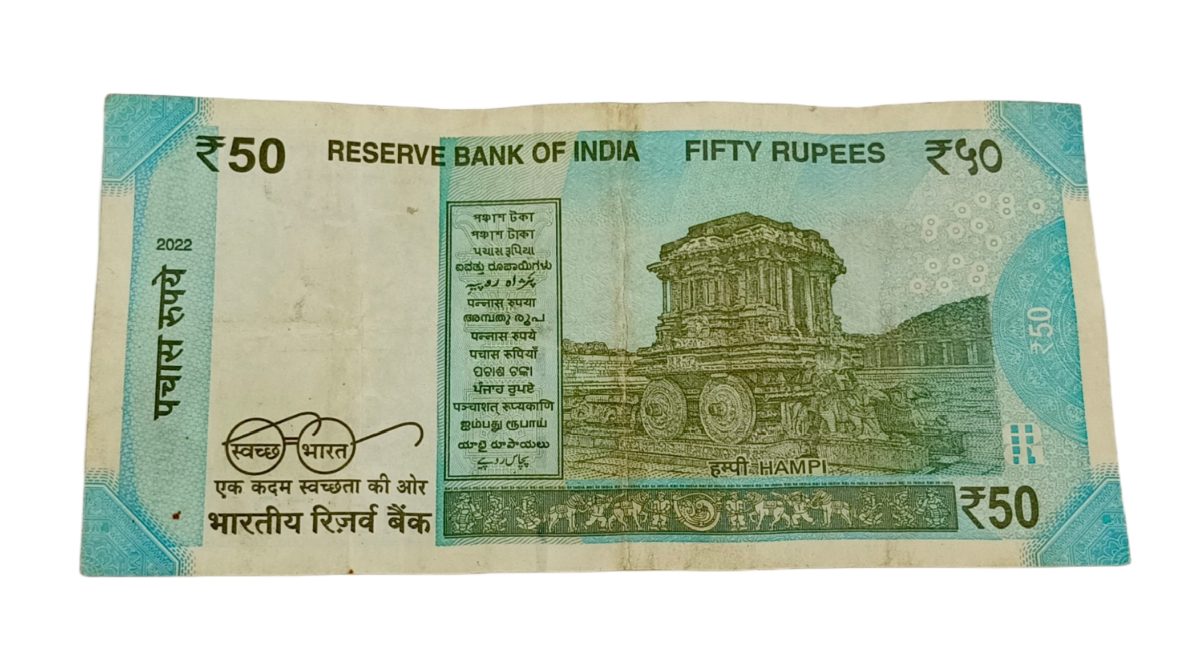 ₹50 RESERVE BANK OF INDIA FIFTY RUPEES ₹५०
2022
पचास रुपये
পঞ্চাশ টকা
পঞ্চাশ টাকা
પચાસ રૂપિયા
ಐವತ್ತು ರೂಪಾಯಿಗಳು
پَنٛژاہ روپیہِ
पन्नास रुपया
അമ്പതു രൂപ
पन्नास रुपये
पचास रूपियाँ
ପଚାଶ ଟଙ୍କା
ਪੰਜਾਹ ਰੁਪਏ
पञ्चाशत् रूप्यकाणि
ஐம்பது ரூபாய்
యాభై రూపాయలు
پچاس روپے
₹50
स्वच्छ भारत
एक कदम स्वच्छता की ओर
भारतीय रिज़र्व बैंक
हम्पी HAMPI
₹50